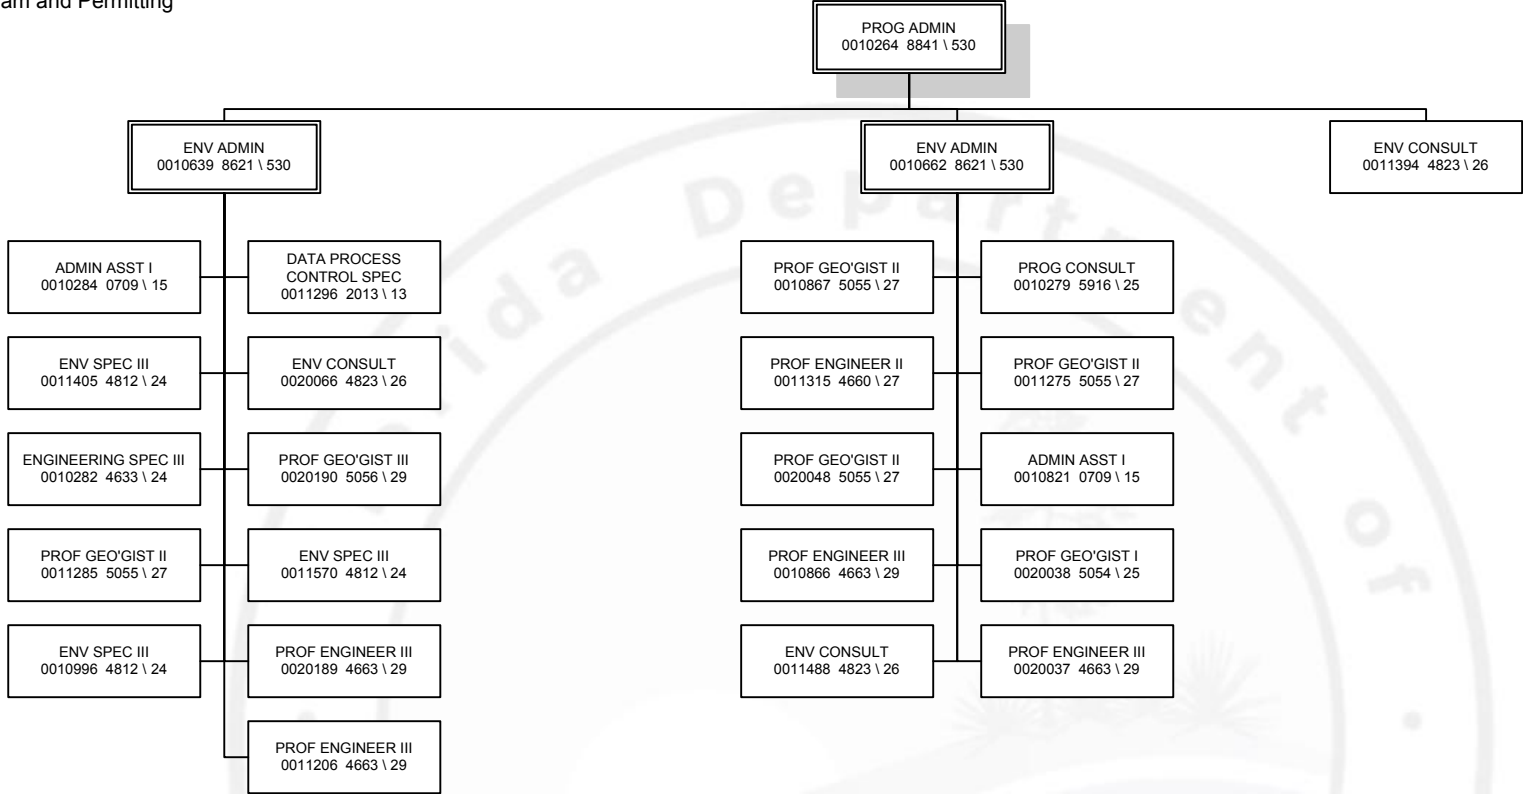 am and Permitting
PROG ADMIN
0010264 8841 \ 530
ENV ADMIN
0010639 8621 \ 530
ENV ADMIN
0010662 8621 \ 530
ENV CONSULT
0011394 4823 \ 26
ADMIN ASST I
0010284 0709 \ 15
DATA PROCESS
CONTROL SPEC
0011296 2013 \ 13
ENV SPEC III
0011405 4812 \ 24
ENV CONSULT
0020066 4823 \ 26
ENGINEERING SPEC III
0010282 4633 \ 24
PROF GEO'GIST III
0020190 5056 \ 29
PROF GEO'GIST II
0011285 5055 \ 27
ENV SPEC III
0011570 4812 \ 24
ENV SPEC III
0010996 4812 \ 24
PROF ENGINEER III
0020189 4663 \ 29
PROF ENGINEER III
0011206 4663 \ 29
PROF GEO'GIST II
0010867 5055 \ 27
PROG CONSULT
0010279 5916 \ 25
PROF ENGINEER II
0011315 4660 \ 27
PROF GEO'GIST II
0011275 5055 \ 27
PROF GEO'GIST II
0020048 5055 \ 27
ADMIN ASST I
0010821 0709 \ 15
PROF ENGINEER III
0010866 4663 \ 29
PROF GEO'GIST I
0020038 5054 \ 25
ENV CONSULT
0011488 4823 \ 26
PROF ENGINEER III
0020037 4663 \ 29
rida Department of